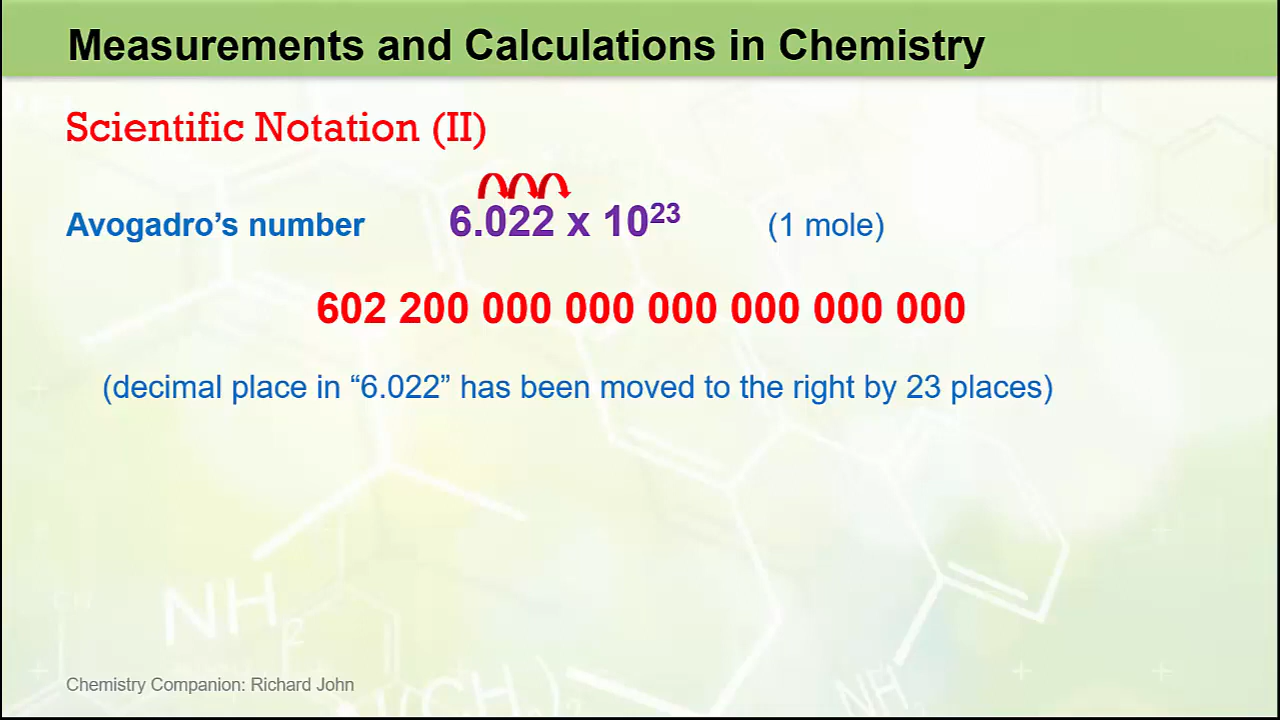 Measurements and Calculations in Chemistry
Scientific Notation (II)
Avogadro’s number 6.022 x 10²³ (1 mole)
602 200 000 000 000 000 000 000
(decimal place in “6.022” has been moved to the right by 23 places)
NH₂
NH
Chemistry Companion: Richard John